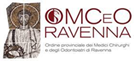 OMCeO
RAVENNA
Ordine provinciale dei Medici Chirurghi
e degli Odontoiatri di Ravenna